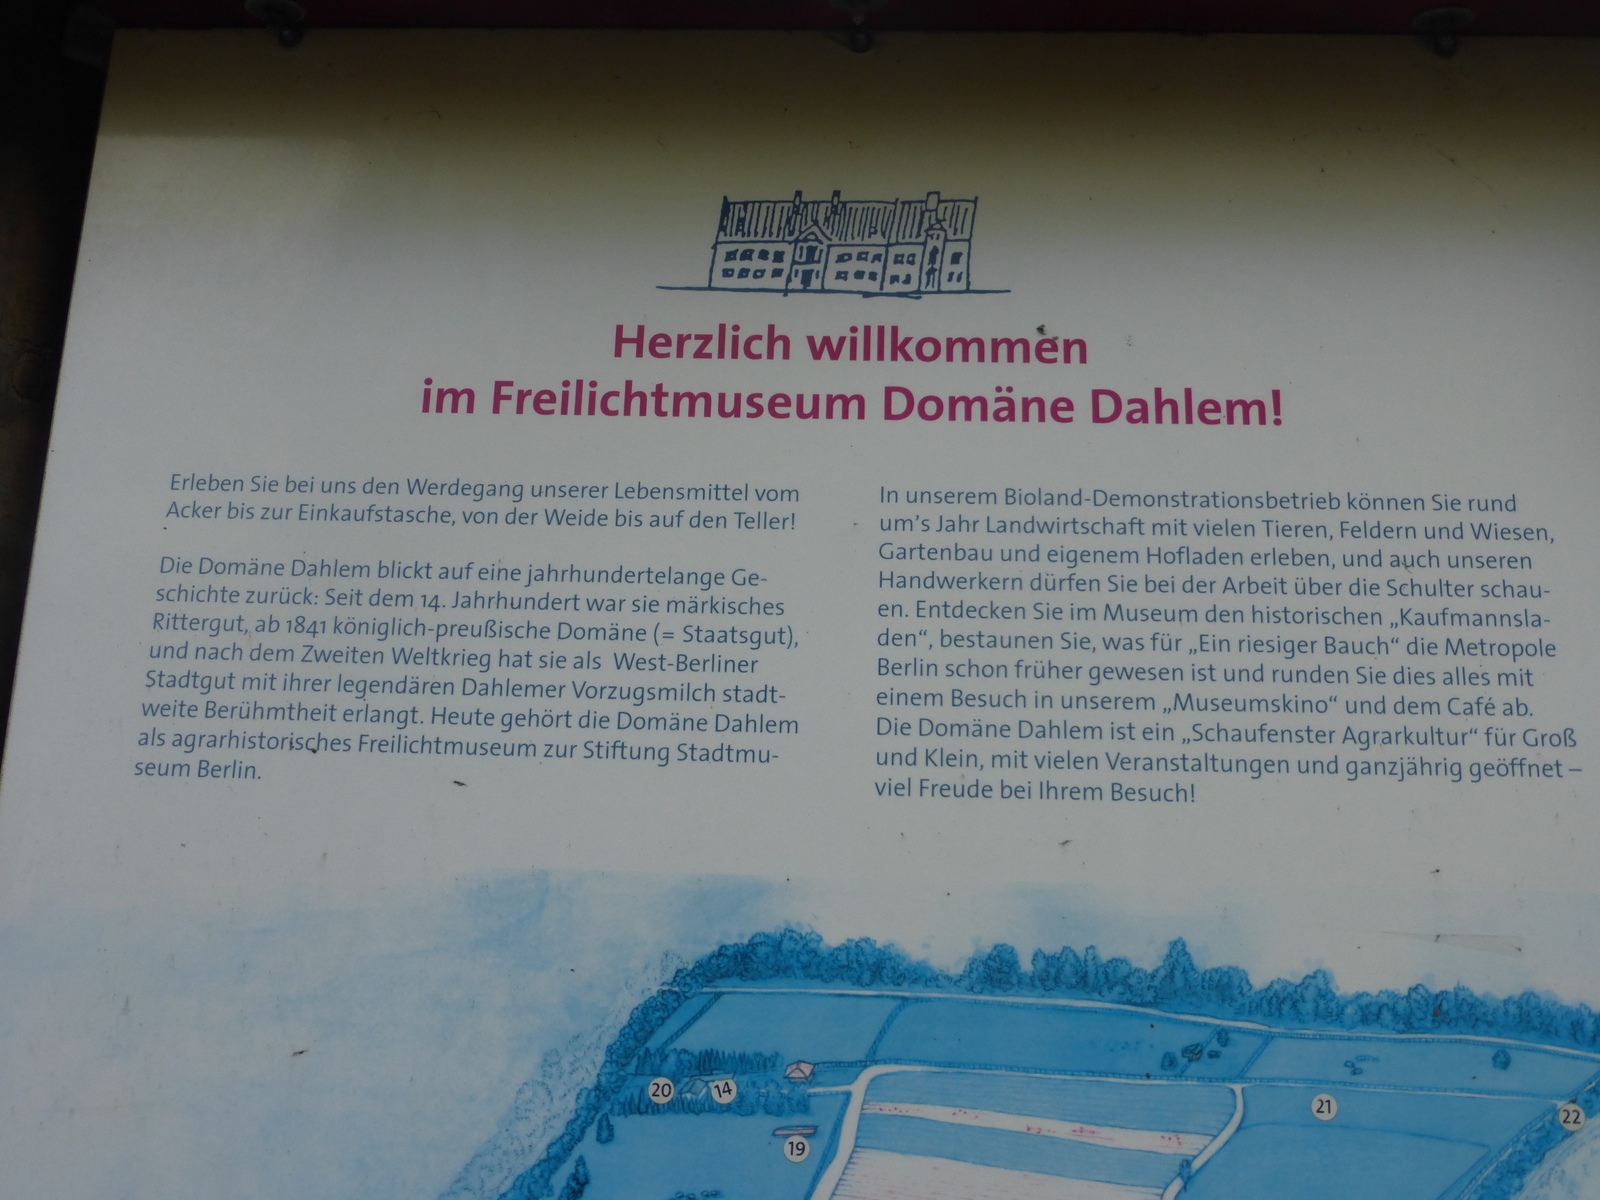 Herzlich willkommen
im Freilichtmuseum Domäne Dahlem!
Erleben Sie bei uns den Werdegang unserer Lebensmittel vom
Acker bis zur Einkaufstasche, von der Weide bis auf den Teller!
Die Domäne Dahlem blickt auf eine jahrhundertelange Ge-
schichte zurück: Seit dem 14. Jahrhundert war sie märkisches
Rittergut, ab 1841 königlich-preußische Domäne (= Staatsgut),
und nach dem Zweiten Weltkrieg hat sie als West-Berliner
Stadtgut mit ihrer legendären Dahlemer Vorzugsmilch stadt-
weite Berühmtheit erlangt. Heute gehört die Domäne Dahlem
als agrarhistorisches Freilichtmuseum zur Stiftung Stadtmu-
seum Berlin.
In unserem Bioland-Demonstrationsbetrieb können Sie rund
um's Jahr Landwirtschaft mit vielen Tieren, Feldern und Wiesen,
Gartenbau und eigenem Hofladen erleben, und auch unseren
Handwerkern dürfen Sie bei der Arbeit über die Schulter schau-
en. Entdecken Sie im Museum den historischen „Kaufmannsla-
den“, bestaunen Sie, was für „Ein riesiger Bauch“ die Metropole
Berlin schon früher gewesen ist und runden Sie dies alles mit
einem Besuch in unserem „Museumskino“ und dem Café ab.
Die Domäne Dahlem ist ein „Schaufenster Agrarkultur“ für Groß
und Klein, mit vielen Veranstaltungen und ganzjährig geöffnet –
viel Freude bei Ihrem Besuch!
20
14
21
22
19